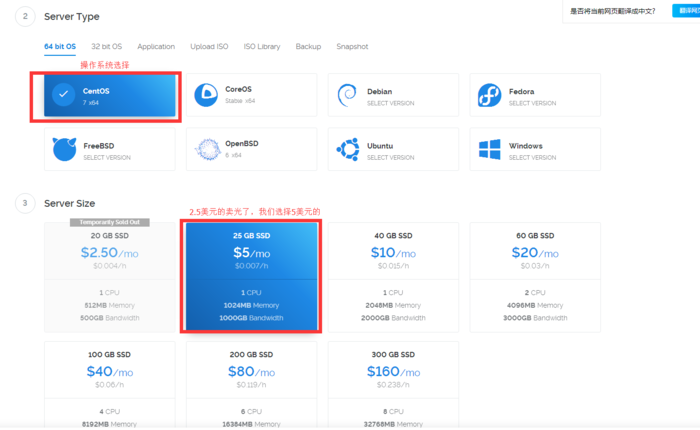 是否将当前网页翻译成中文?
翻译网页
2 Server Type
64 bit OS 32 bit OS Application Upload ISO ISO Library Backup Snapshot
操作系统选择
CentOS
7 x64
CoreOS
Stable x64
Debian
SELECT VERSION
Fedora
SELECT VERSION
FreeBSD
SELECT VERSION
OpenBSD
6 x64
Ubuntu
SELECT VERSION
Windows
SELECT VERSION
3 Server Size
2.5美元的卖光了，我们选择5美元的
Temporarily Sold Out
20 GB SSD
$2.50/mo
$0.004/h
1 CPU
512MB Memory
500GB Bandwidth
25 GB SSD
$5/mo
$0.007/h
1 CPU
1024MB Memory
1000GB Bandwidth
40 GB SSD
$10/mo
$0.015/h
1 CPU
2048MB Memory
2000GB Bandwidth
60 GB SSD
$20/mo
$0.03/h
2 CPU
4096MB Memory
3000GB Bandwidth
100 GB SSD
$40/mo
$0.06/h
4 CPU
8192MB Memory
200 GB SSD
$80/mo
$0.119/h
6 CPU
16384MB Memory
300 GB SSD
$160/mo
$0.238/h
8 CPU
32768MB Memory